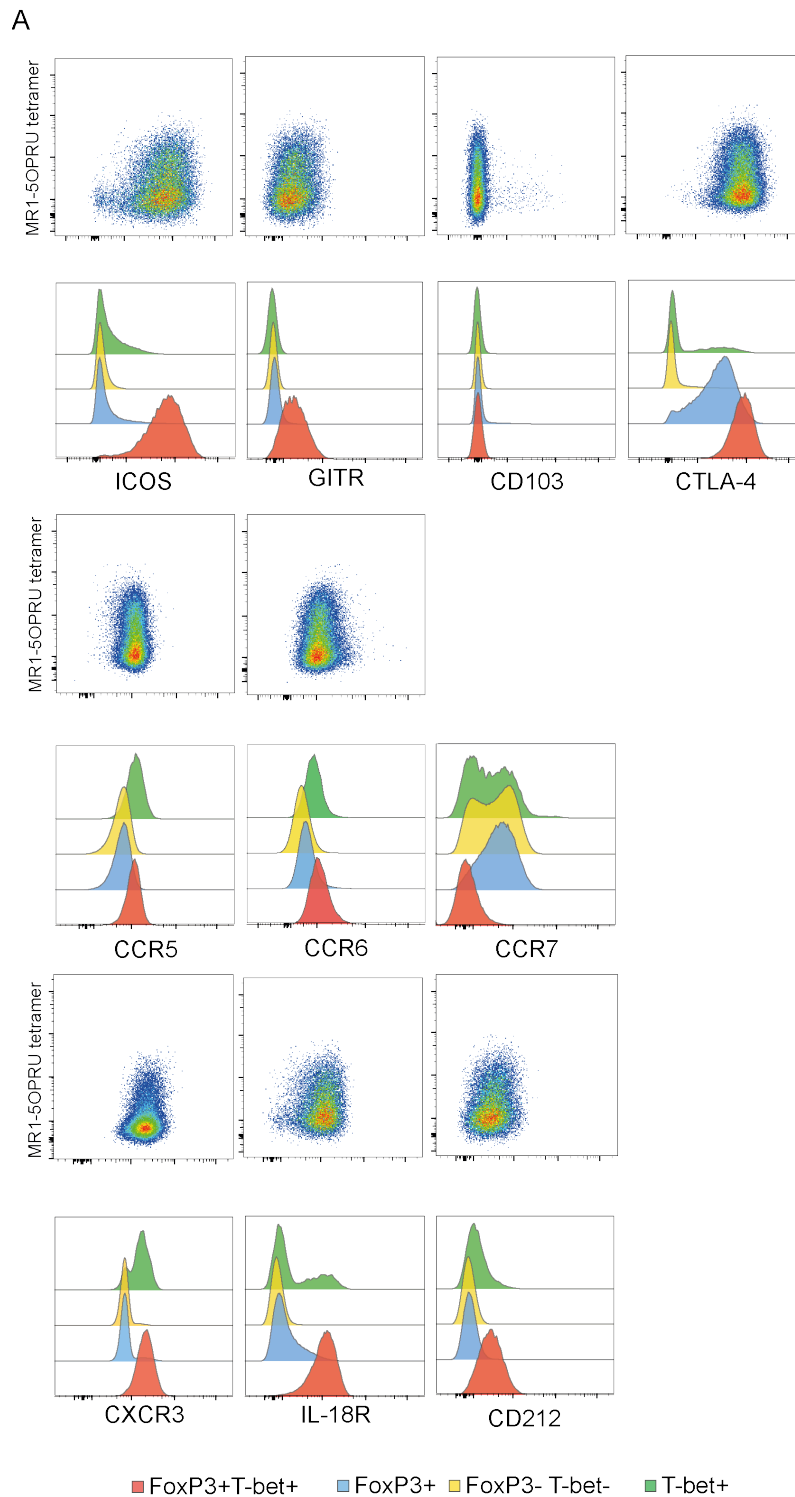 A
MR1-5OPRU tetramer
ICOS GITR CD103 CTLA-4
MR1-5OPRU tetramer
CCR5 CCR6 CCR7
MR1-5OPRU tetramer
CXCR3 IL-18R CD212
FoxP3+T-bet+ FoxP3+ FoxP3- T-bet- T-bet+